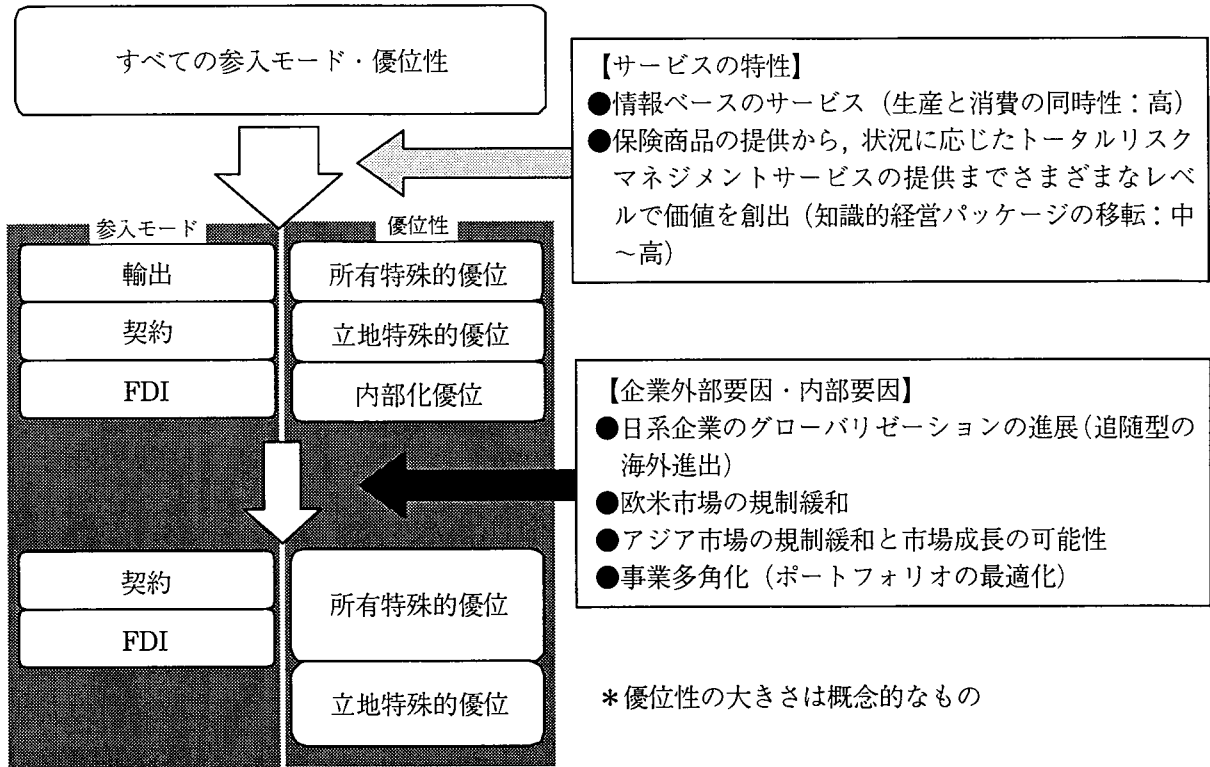 すべての参入モード・優位性
【サービスの特性】
●情報ベースのサービス（生産と消費の同時性：高）
●保険商品の提供から，状況に応じたトータルリスク
マネジメントサービスの提供までさまざまなレベ
ルで価値を創出（知識的経営パッケージの移転：中
～高）
参入モード
優位性
輸出
所有特殊的優位
契約
立地特殊的優位
FDI
内部化優位
【企業外部要因・内部要因】
●日系企業のグローバリゼーションの進展（追随型の
海外進出）
●欧米市場の規制緩和
●アジア市場の規制緩和と市場成長の可能性
●事業多角化（ポートフォリオの最適化）
契約
FDI
所有特殊的優位
立地特殊的優位
＊優位性の大きさは概念的なもの